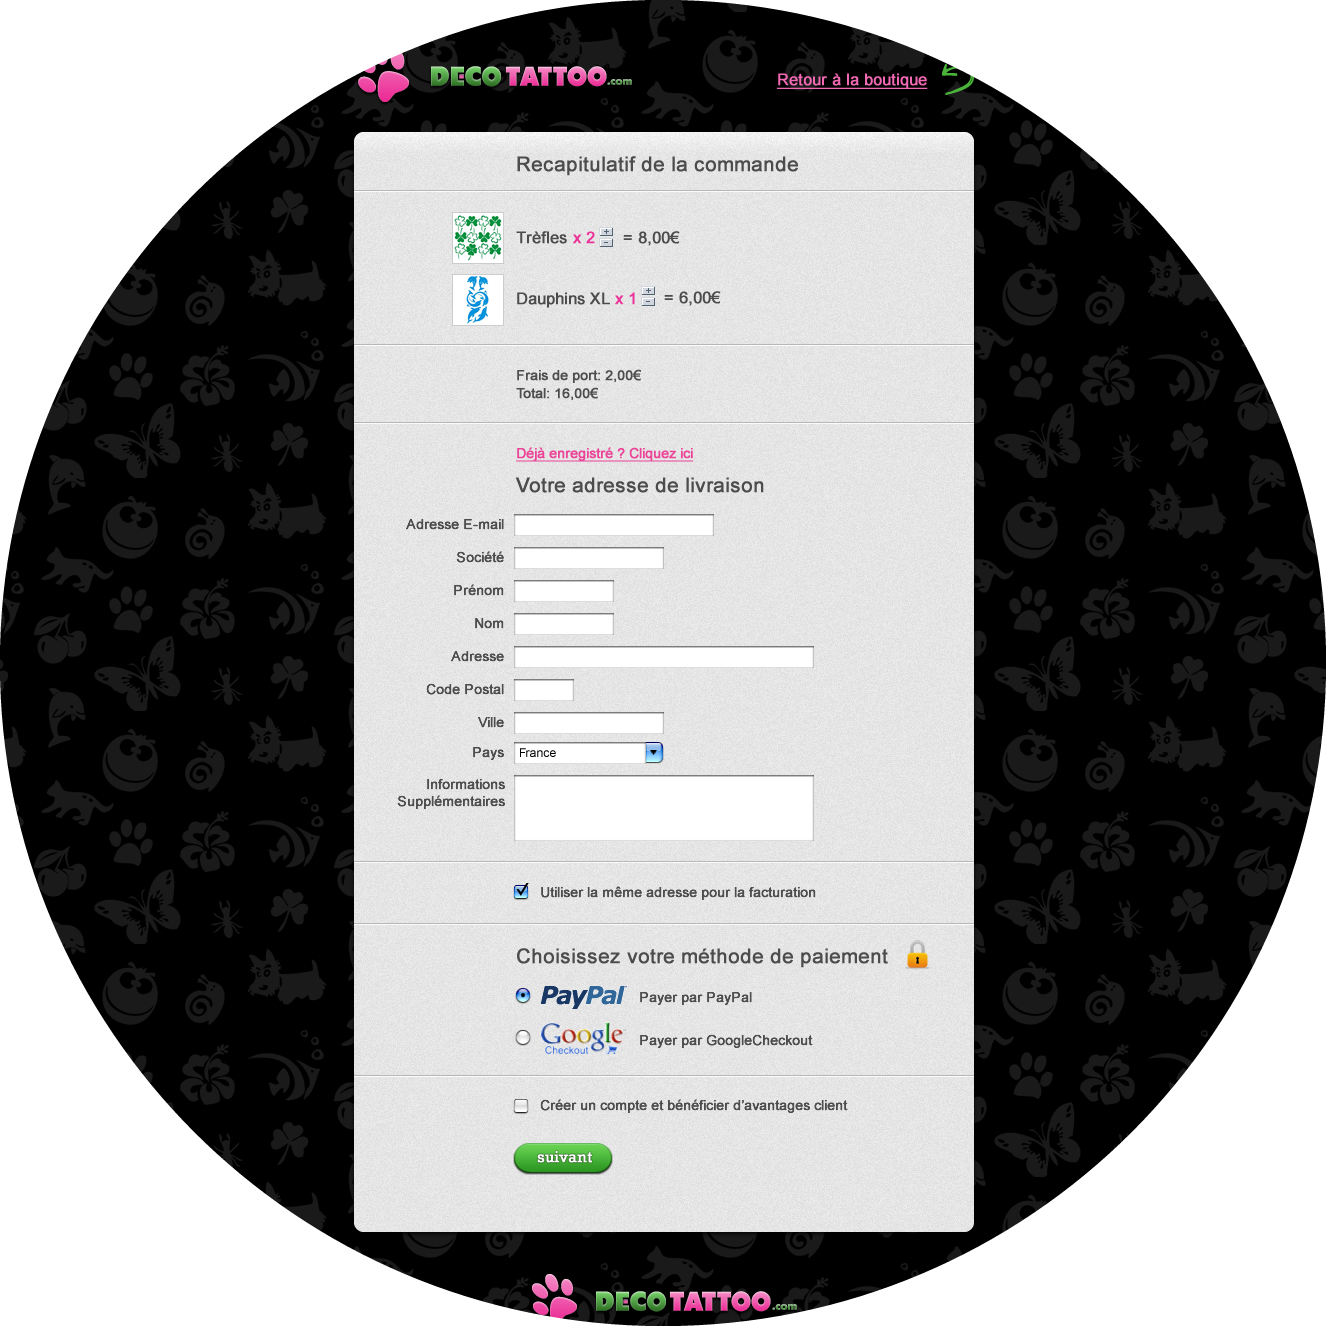 DECO TATTOO.com
Retour à la boutique
Recapitulatif de la commande
Trèfles x 2 + - = 8,00€
Dauphins XL x 1 + - = 6,00€
Frais de port: 2,00€
Total: 16,00€
Déjà enregistré ? Cliquez ici
Votre adresse de livraison
Adresse E-mail
Société
Prénom
Nom
Adresse
Code Postal
Ville
Pays France
Informations
Supplémentaires
Utiliser la même adresse pour la facturation
Choisissez votre méthode de paiement
PayPal Payer par PayPal
Google
Checkout
Payer par GoogleCheckout
Créer un compte et bénéficier d'avantages client
suivant
DECO TATTOO.com